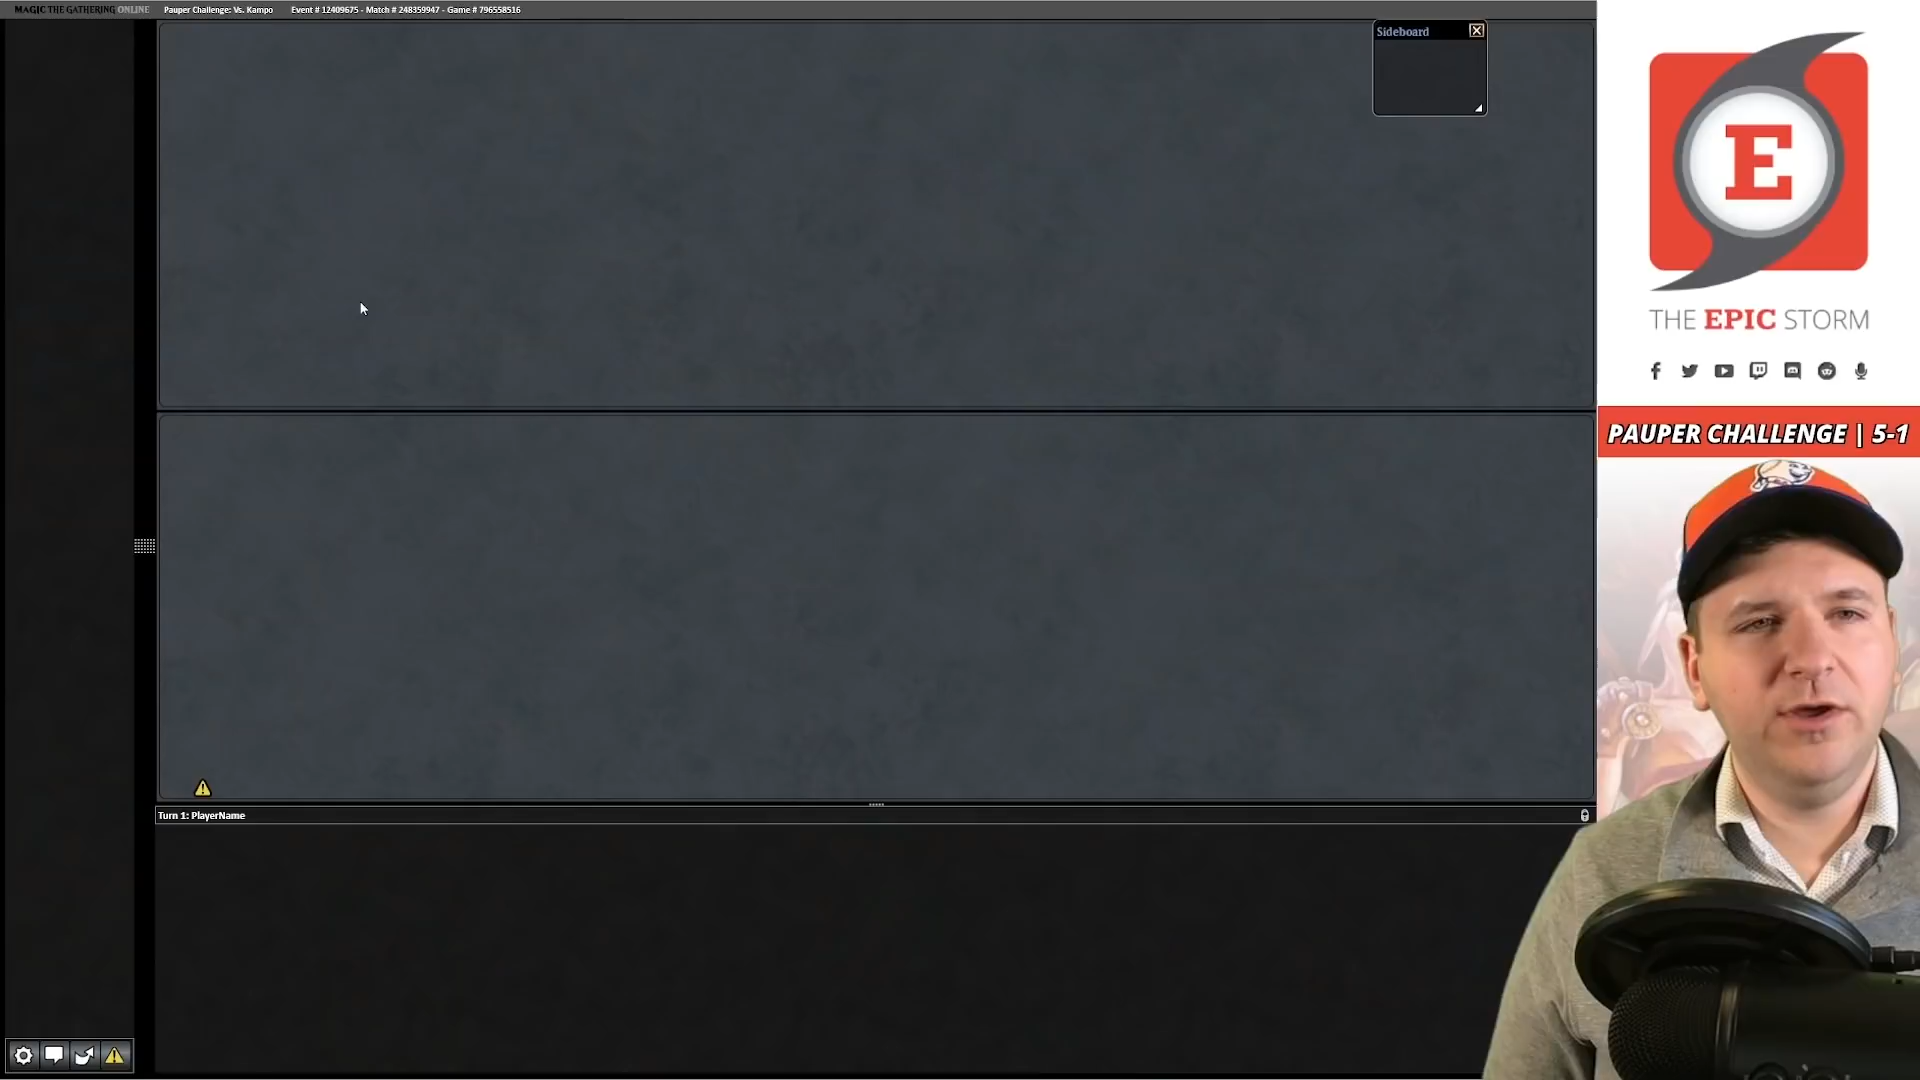 MAGIC THE GATHERING ONLINE Pauper Challenge: Vs. Kampo Event # 12409675 - Match # 248359947 - Game # 796558516
Sideboard
E
THE EPIC STORM
PAUPER CHALLENGE | 5-1
Turn 1: PlayerName